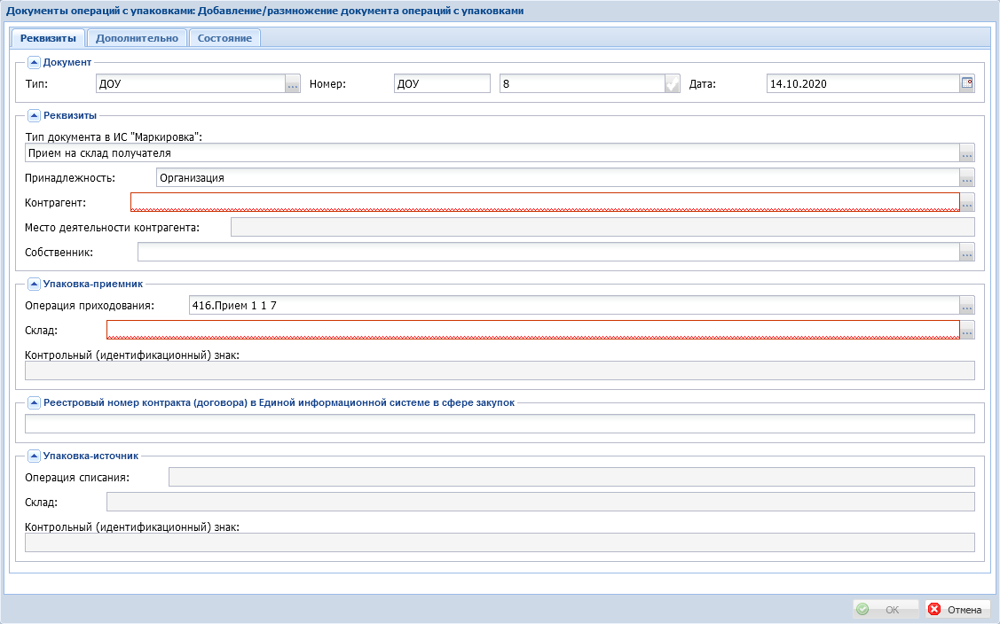 Документы операций с упаковками: Добавление/размножение документа операций с упаковками
Реквизиты Дополнительно Состояние
Документ
Тип: ДОУ ... Номер: ДОУ 8 Дата: 14.10.2020
Реквизиты
Тип документа в ИС "Маркировка":
Прием на склад получателя ...
Принадлежность: Организация ...
Контрагент: ...
Место деятельности контрагента:
Собственник: ...
Упаковка-приемник
Операция приходования: 416.Прием 1 1 7 ...
Склад: ...
Контрольный (идентификационный) знак:
Реестровый номер контракта (договора) в Единой информационной системе в сфере закупок
Упаковка-источник
Операция списания:
Склад:
Контрольный (идентификационный) знак:
ОК Отмена